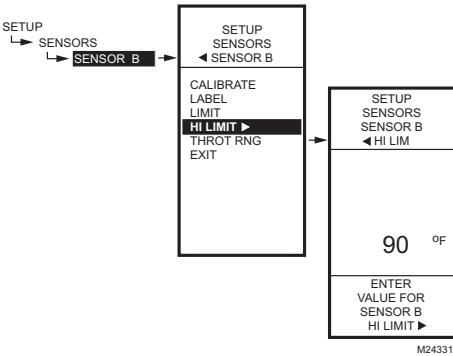 SETUP
SENSORS
SENSOR B
SETUP
SENSORS
◄ SENSOR B
CALIBRATE
LABEL
LIMIT
HI LIMIT ►
THROT RNG
EXIT
SETUP
SENSORS
SENSOR B
◄ HI LIM
90 °F
ENTER
VALUE FOR
SENSOR B
HI LIMIT ►
M24331